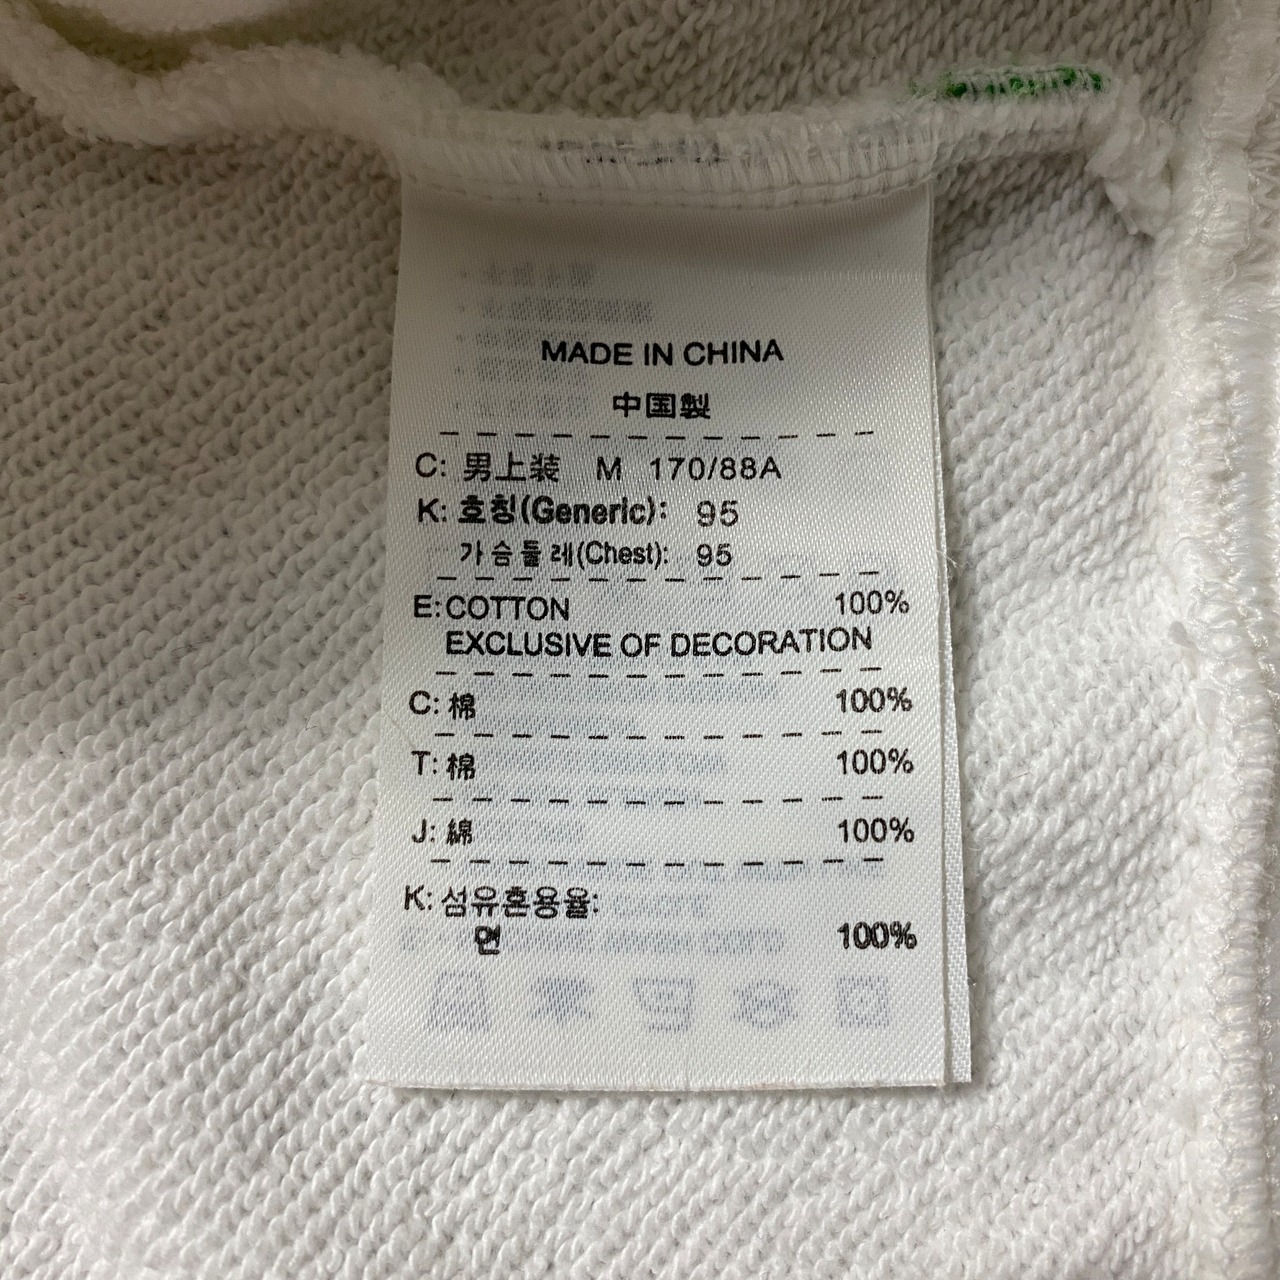 MADE IN CHINA
中国製
C: 男上装 M 170/88A
K: 호칭(Generic): 95
가슴둘레(Chest): 95
E:COTTON 100%
EXCLUSIVE OF DECORATION
C: 棉 100%
T: 棉 100%
J: 綿 100%
K: 섬유혼용율:
면 100%